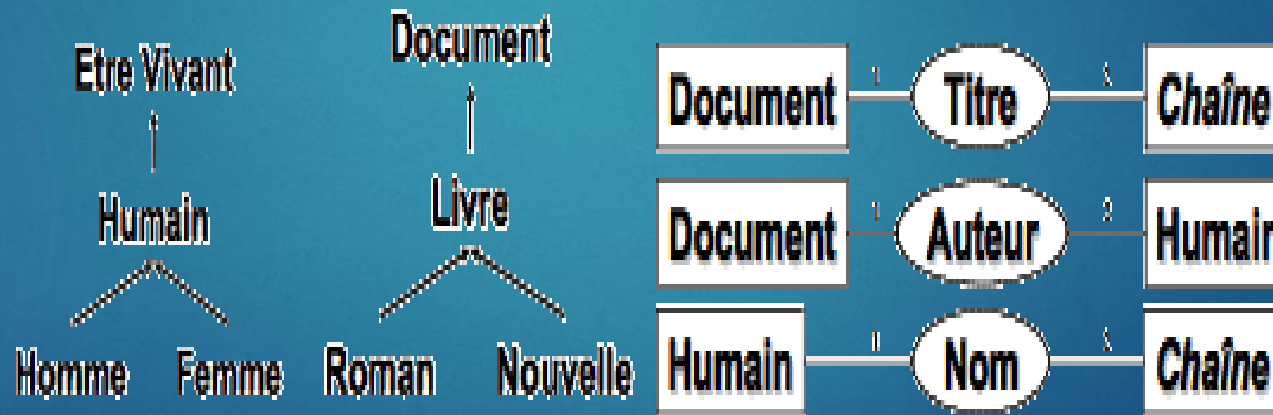 Etre Vivant
Humain
Homme Femme
Document
Livre
Roman Nouvelle
Document 1 Titre Chaîne
Document 1 Auteur 2 Humain
Humain Nom Chaîne